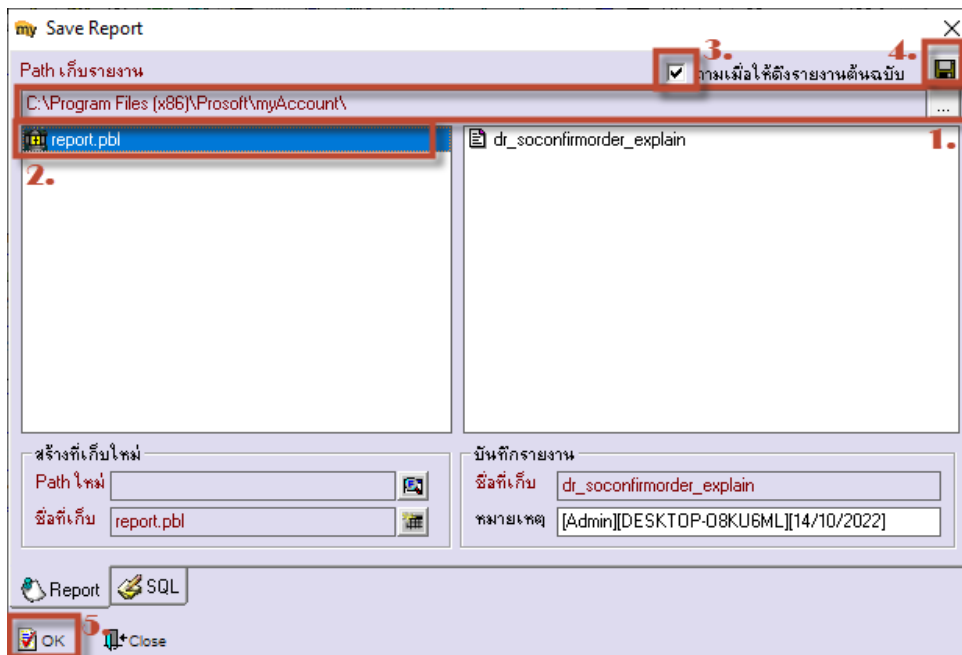 my Save Report
3.
4.
Path เก็บรายงาน
ถามเมื่อให้ดึงรายงานต้นฉบับ
C:\Program Files (x86)\Prosoft\myAccount\
...
1.
report.pbl
dr_soconfirmorder_explain
2.
สร้างที่เก็บใหม่
บันทึกรายงาน
Path ใหม่
ชื่อที่เก็บ dr_soconfirmorder_explain
ชื่อที่เก็บ report.pbl
หมายเหตุ [Admin][DESKTOP-O8KU6ML][14/10/2022]
Report SQL
5.
OK Close